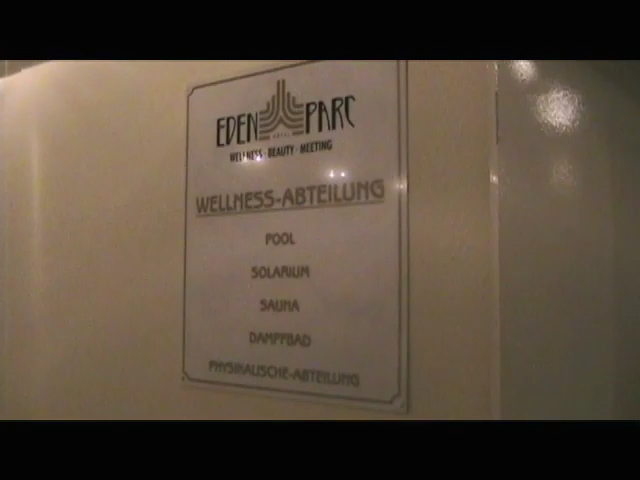 EDEN PARC
HOTEL
WELLNESS · BEAUTY · MEETING
WELLNESS-ABTEILUNG
POOL
SOLARIUM
SAUNA
DAMPFBAD
PHYSIKALISCHE-ABTEILUNG